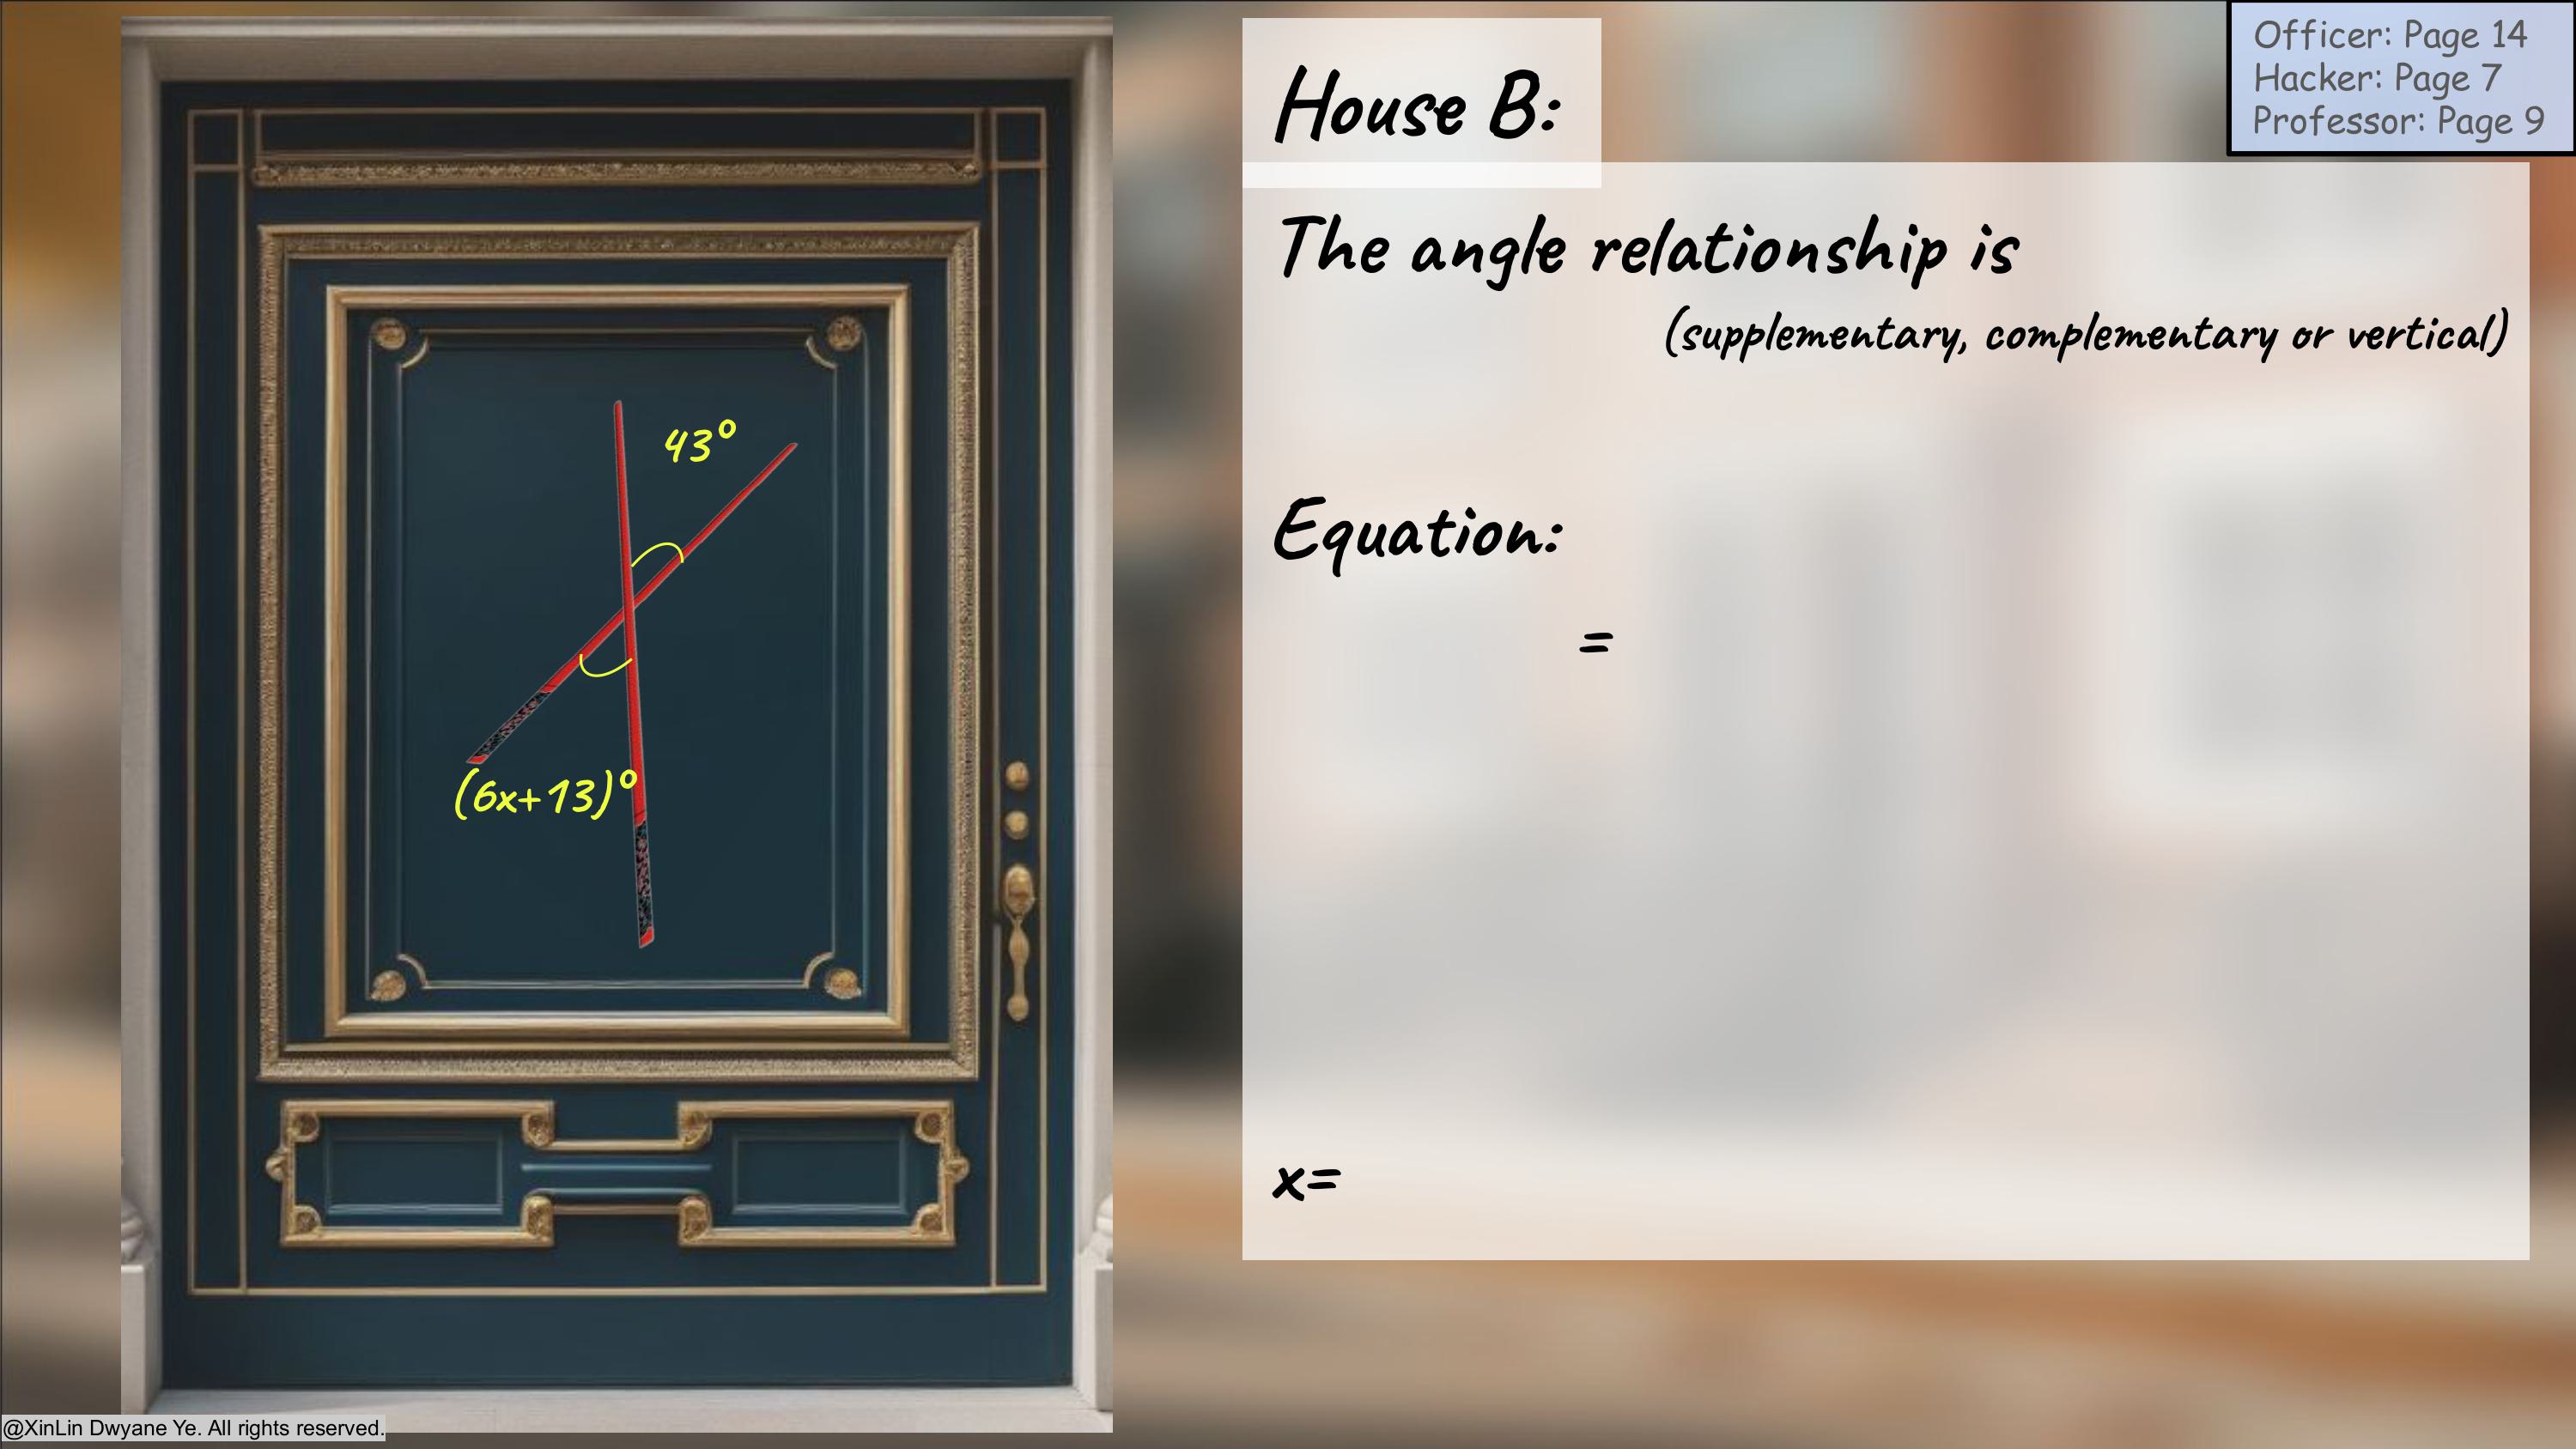 Officer: Page 14
Hacker: Page 7
Professor: Page 9
House B:
The angle relationship is
(supplementary, complementary or vertical)
43°
(6x+13)°
Equation:
=
x=
@XinLin Dwyane Ye. All rights reserved.